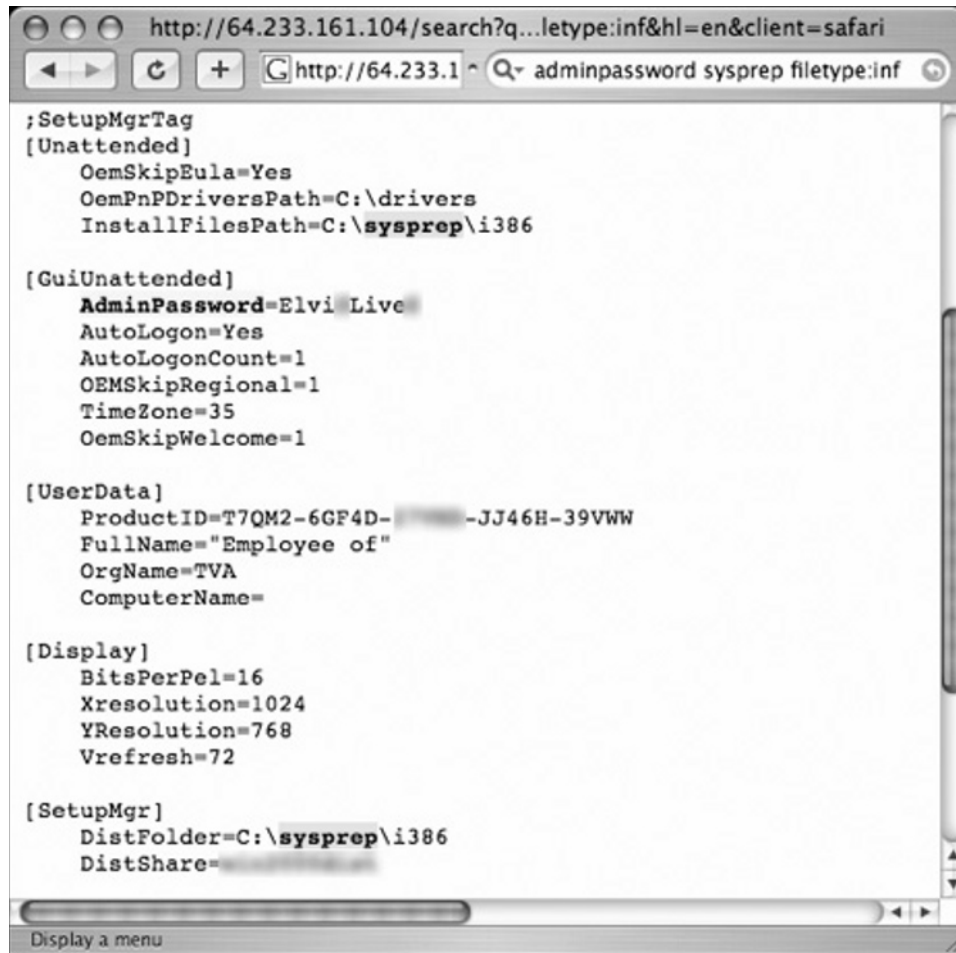 http://64.233.161.104/search?q...letype:inf&hl=en&client=safari
http://64.233.1 adminpassword sysprep filetype:inf
;SetupMgrTag
[Unattended]
OemSkipEula=Yes
OemPnPDriversPath=C:\drivers
InstallFilesPath=C:\sysprep\i386
[GuiUnattended]
AdminPassword=
AutoLogon=Yes
AutoLogonCount=1
OEMSkipRegional=1
TimeZone=35
OemSkipWelcome=1
[UserData]
ProductID=T7QM2-6GF4D- -JJ46H-39VWW
FullName="Employee of"
OrgName=TVA
ComputerName=
[Display]
BitsPerPel=16
Xresolution=1024
YResolution=768
Vrefresh=72
[SetupMgr]
DistFolder=C:\sysprep\i386
DistShare=
Display a menu